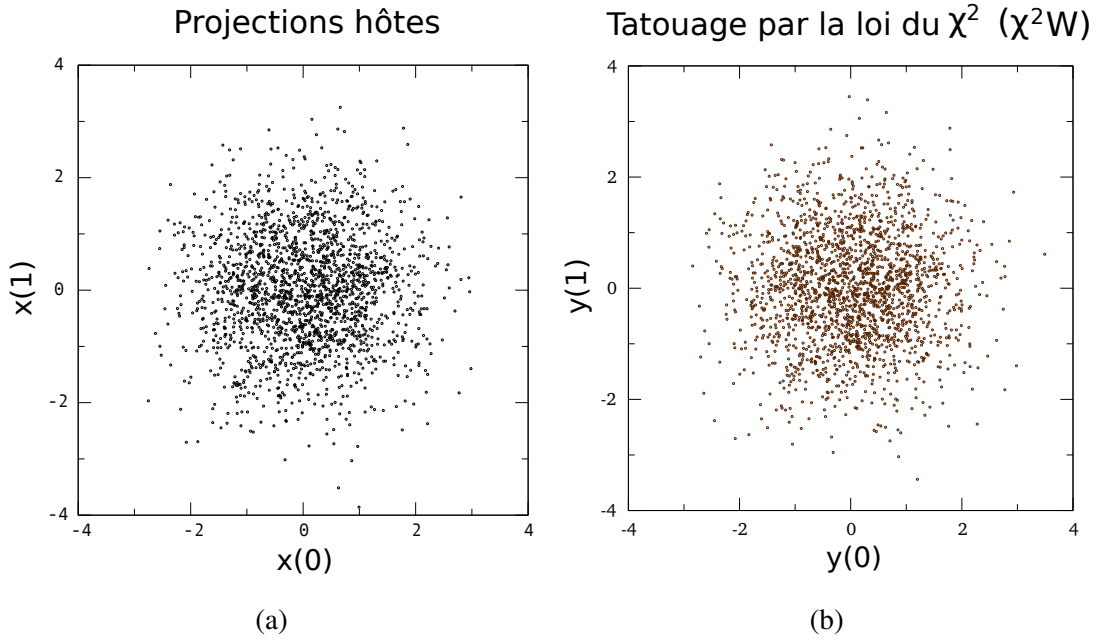 Projections hôtes
4
2
0
-2
-4
-4
-2
0
2
4
x(1)
x(0)
(a)
Tatouage par la loi du χ² (χ²W)
4
2
0
-2
-4
-4
-2
0
2
4
y(1)
y(0)
(b)